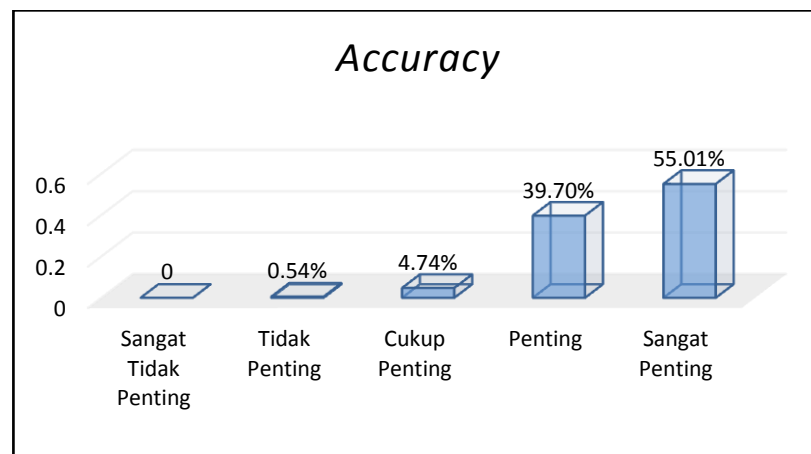 Accuracy
55.01%
39.70%
4.74%
0.54%
0
0.6
0.4
0.2
0
Sangat
Tidak
Penting
Tidak
Penting
Cukup
Penting
Penting
Sangat
Penting